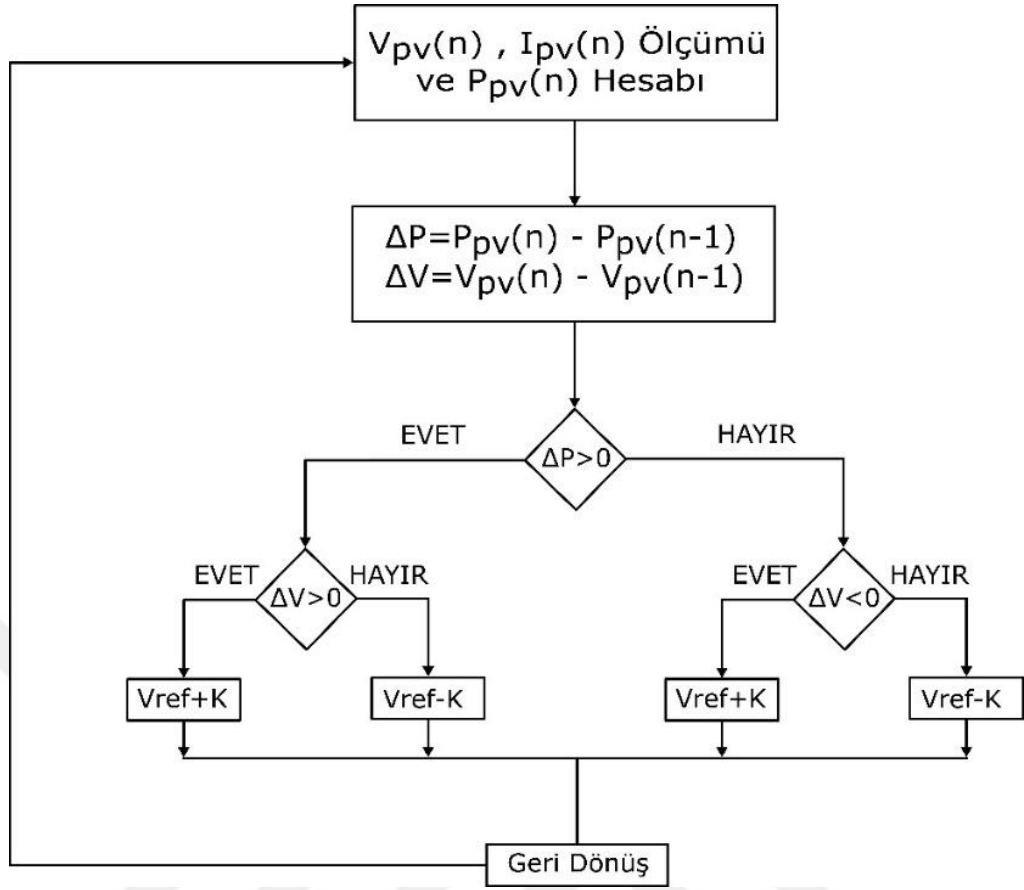 Vpv(n) , Ipv(n) Ölçümü
ve Ppv(n) Hesabı
ΔP=Ppv(n) - Ppv(n-1)
ΔV=Vpv(n) - Vpv(n-1)
EVET
HAYIR
ΔP>0
EVET
HAYIR
ΔV>0
EVET
HAYIR
ΔV<0
Vref+K
Vref-K
Vref+K
Vref-K
Geri Dönüş